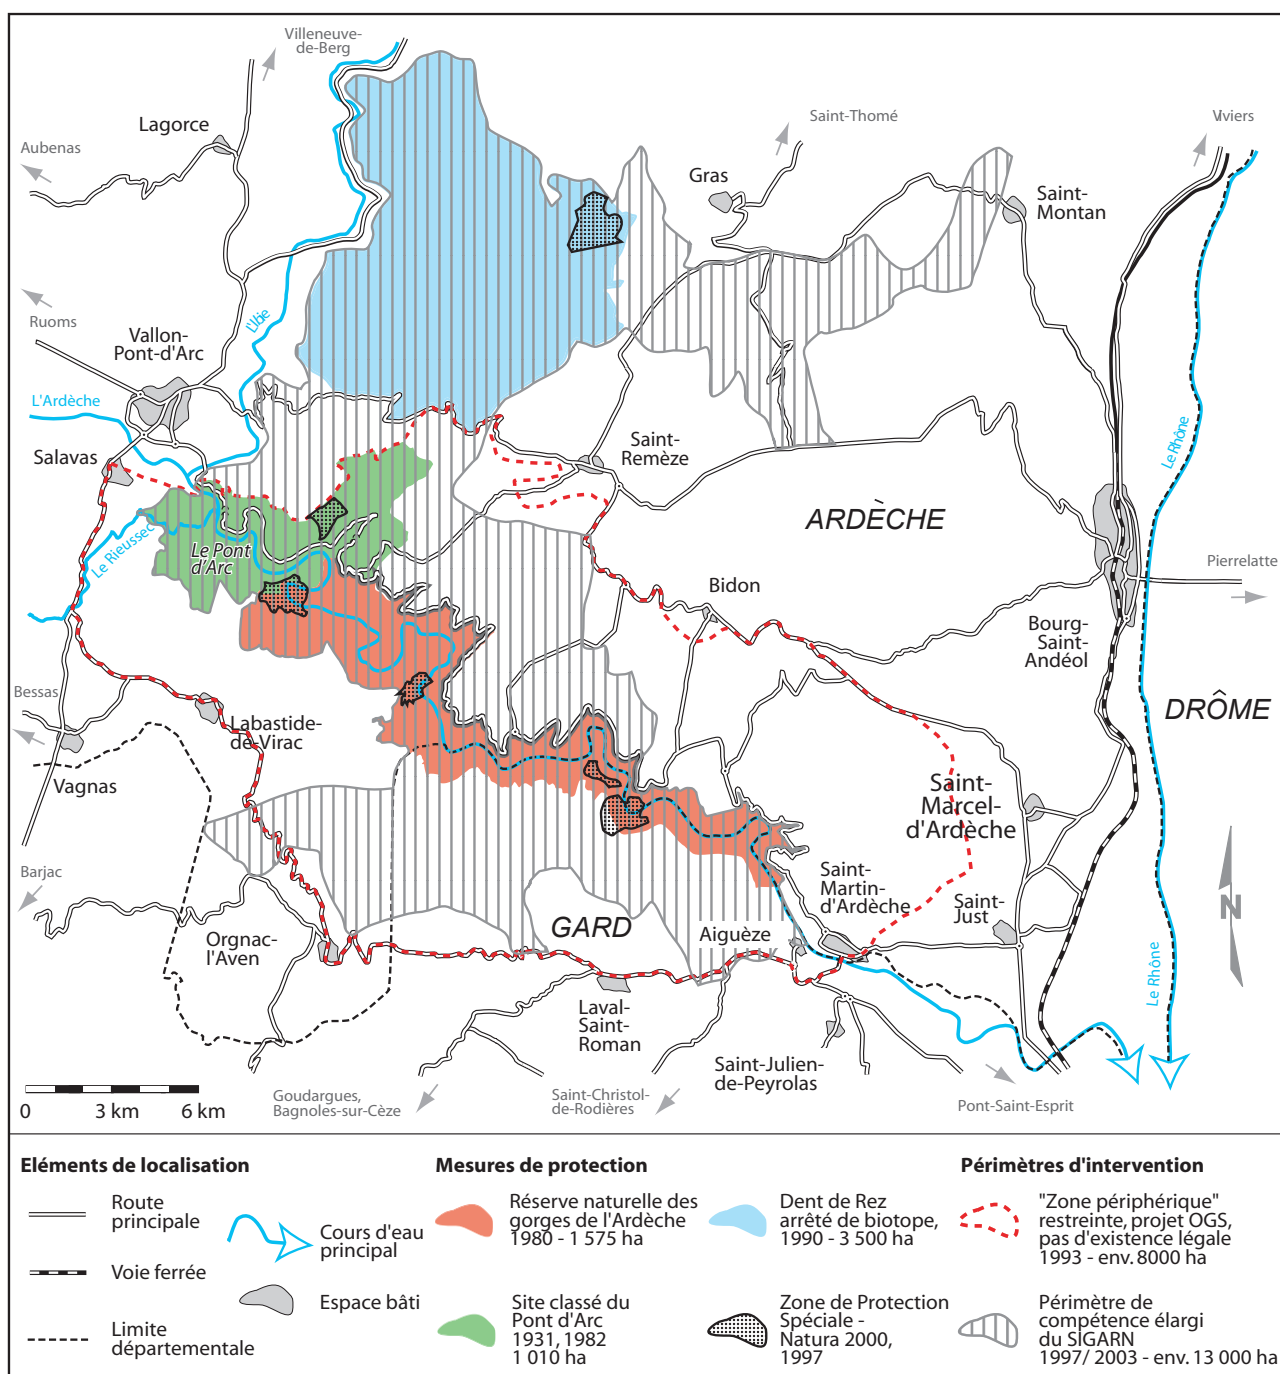 Villeneuve-
de-Berg
Saint-Thomé
Viviers
Lagorce
Aubenas
Gras
Saint-
Montan
L'Ibie
Ruoms
Vallon-
Pont-d'Arc
L'Ardèche
Le Rhône
Salavas
Saint-
Remèze
ARDÈCHE
Le Rieussec
Le Pont
d'Arc
Pierrelatte
Bidon
Bourg-
Saint-
Andéol
Bessas
DRÔME
Labastide-
de-Virac
Vagnas
Saint-
Marcel-
d'Ardèche
Barjac
Saint-
Martin-
d'Ardèche
Saint-
Just
N
Orgnac-
l'Aven
GARD
Aiguèze
Le Rhône
Laval-
Saint-
Roman
Saint-Julien-
de-Peyrolas
0 3 km 6 km
Goudargues,
Bagnoles-sur-Cèze
Saint-Christol-
de-Rodières
Pont-Saint-Esprit
Eléments de localisation
Route
principale
Cours d'eau
principal
Voie ferrée
Espace bâti
Limite
départementale
Mesures de protection
Réserve naturelle des
gorges de l'Ardèche
1980 - 1 575 ha
Dent de Rez
arrêté de biotope,
1990 - 3 500 ha
Site classé du
Pont d'Arc
1931, 1982
1 010 ha
Zone de Protection
Spéciale -
Natura 2000,
1997
Périmètres d'intervention
"Zone périphérique"
restreinte, projet OGS,
pas d'existence légale
1993 - env. 8000 ha
Périmètre de
compétence élargi
du SIGARN
1997/ 2003 - env. 13 000 ha